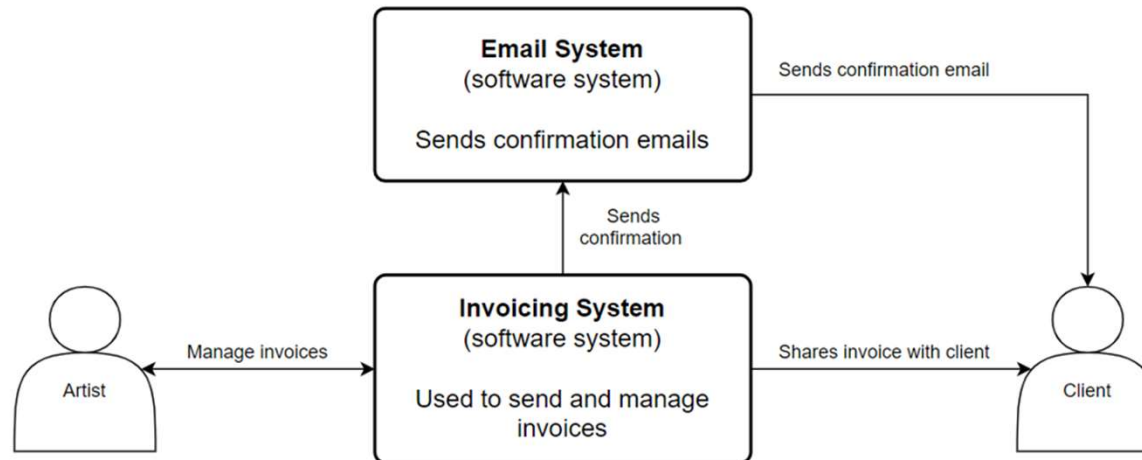 Email System
(software system)
Sends confirmation emails
Sends confirmation email
Sends
confirmation
Invoicing System
(software system)
Used to send and manage
invoices
Manage invoices
Shares invoice with client
Artist
Client